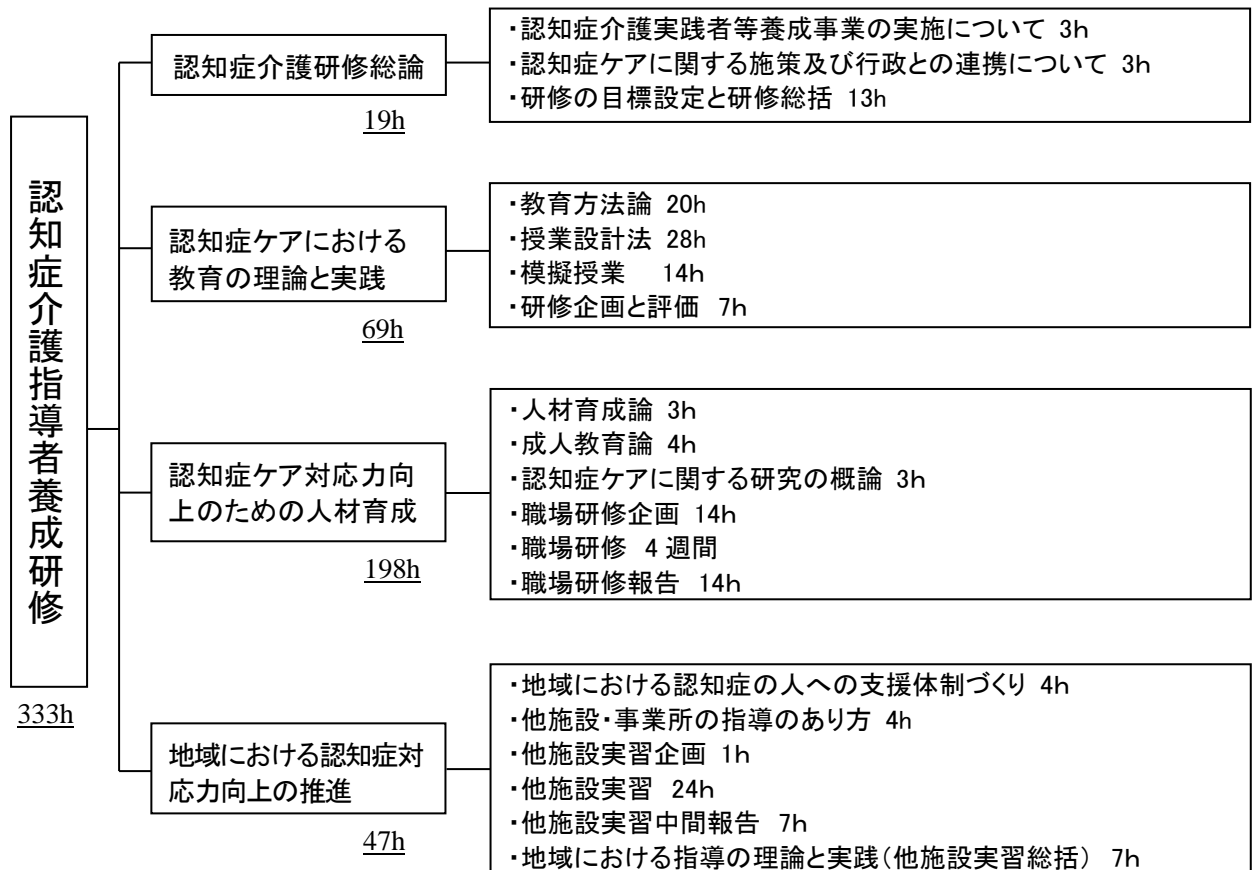 認知症介護指導者養成研修
333h
認知症介護研修総論
19h
・認知症介護実践者等養成事業の実施について 3h
・認知症ケアに関する施策及び行政との連携について 3h
・研修の目標設定と研修総括 13h
認知症ケアにおける
教育の理論と実践
69h
・教育方法論 20h
・授業設計法 28h
・模擬授業 14h
・研修企画と評価 7h
認知症ケア対応力向
上のための人材育成
198h
・人材育成論 3h
・成人教育論 4h
・認知症ケアに関する研究の概論 3h
・職場研修企画 14h
・職場研修 4週間
・職場研修報告 14h
地域における認知症対
応力向上の推進
47h
・地域における認知症の人への支援体制づくり 4h
・他施設・事業所の指導のあり方 4h
・他施設実習企画 1h
・他施設実習 24h
・他施設実習中間報告 7h
・地域における指導の理論と実践（他施設実習総括） 7h